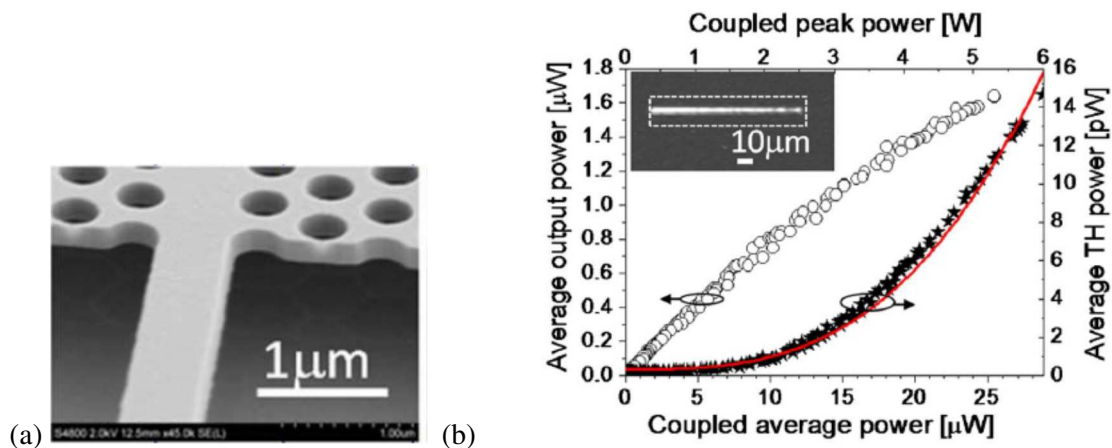 (a)
1μm
S4800 2.0kV 12.5mm x45.0k SE(L)
1.00um
(b)
Coupled peak power [W]
0 1 2 3 4 5 6
Average output power [μW]
1.8
1.6
1.4
1.2
1.0
0.8
0.6
0.4
0.2
0.0
10μm
16
14
12
10
8
6
4
2
0
Average TH power [pW]
0 5 10 15 20 25
Coupled average power [μW]